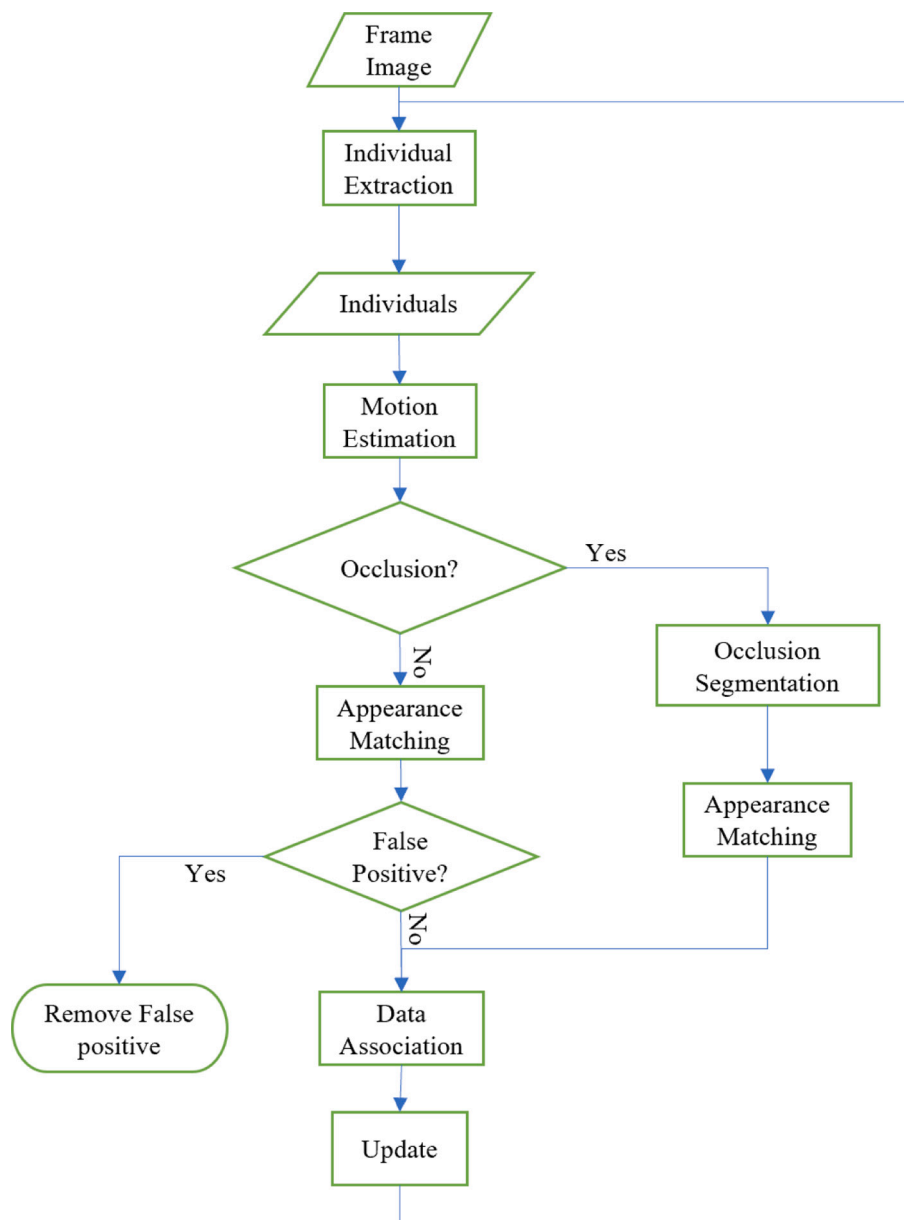 Frame
Image
Individual
Extraction
Individuals
Motion
Estimation
Occlusion?
Yes
No
Occlusion
Segmentation
Appearance
Matching
Appearance
Matching
False
Positive?
Yes
No
Remove False
positive
Data
Association
Update